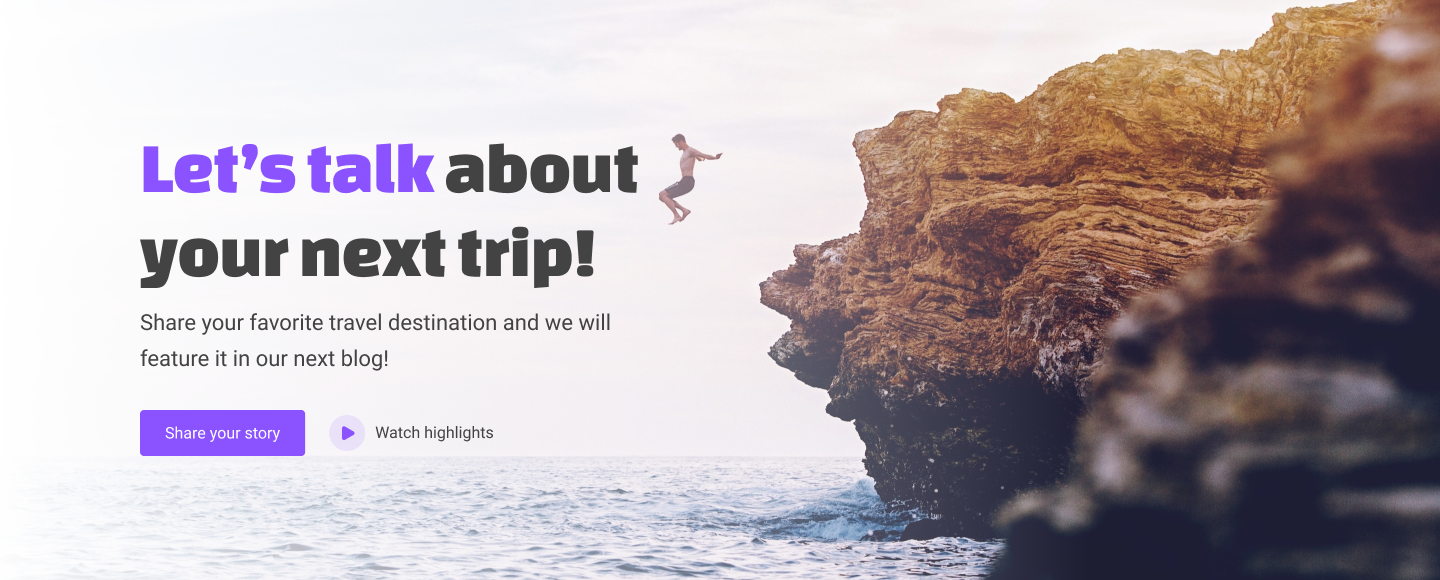 Let’s talk about
your next trip!
Share your favorite travel destination and we will
feature it in our next blog!
Share your story
Watch highlights